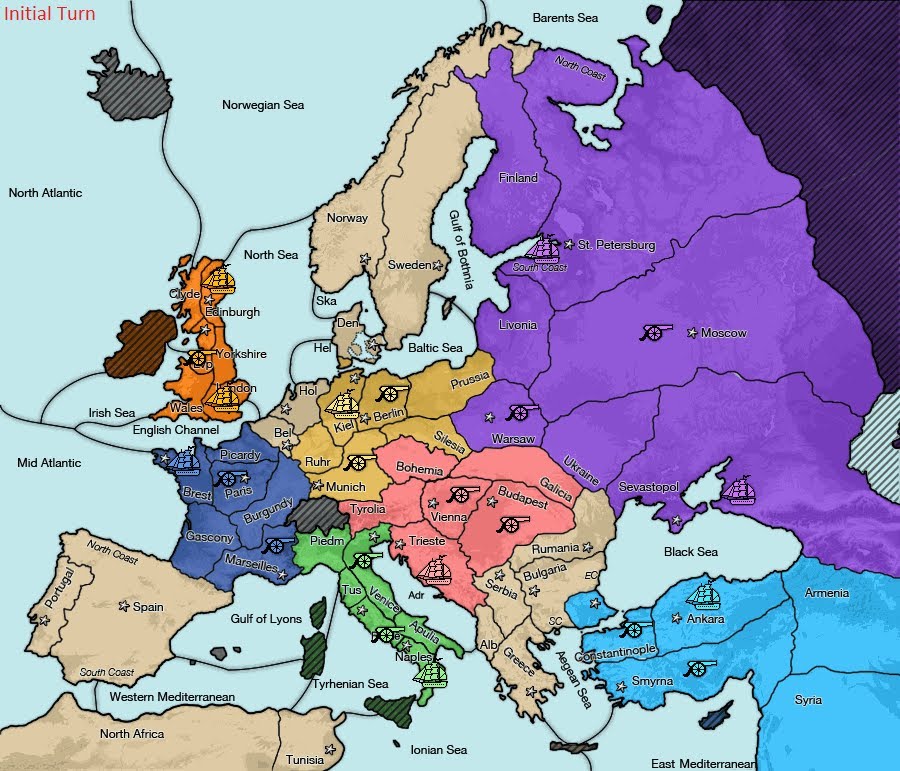 Initial Turn
Barents Sea
North Coast
Norwegian Sea
North Atlantic
Finland
Norway
Gulf of Bothnia
St. Petersburg
South Coast
North Sea
Sweden
Clyde
Ska
Edinburgh
Den
Livonia
Moscow
Hel
Baltic Sea
Yorkshire
Prussia
London
Hol
Berlin
Wales
Kiel
Irish Sea
English Channel
Bel
Warsaw
Silesia
Mid Atlantic
Picardy
Ruhr
Bohemia
Ukraine
Galicia
Brest
Paris
Munich
Budapest
Sevastopol
Burgundy
Tyrolia
Vienna
Gascony
Piedm
Trieste
Rumania
Black Sea
North Coast
Marseilles
Bulgaria
EC
Serbia
Portugal
Spain
Tus
Venice
Adr
Armenia
Gulf of Lyons
SC
Ankara
Apulia
Alb
Constantinople
Naples
Greece
Aegean Sea
South Coast
Tyrrhenian Sea
Smyrna
Western Mediterranean
Syria
North Africa
Ionian Sea
Tunisia
East Mediterranean